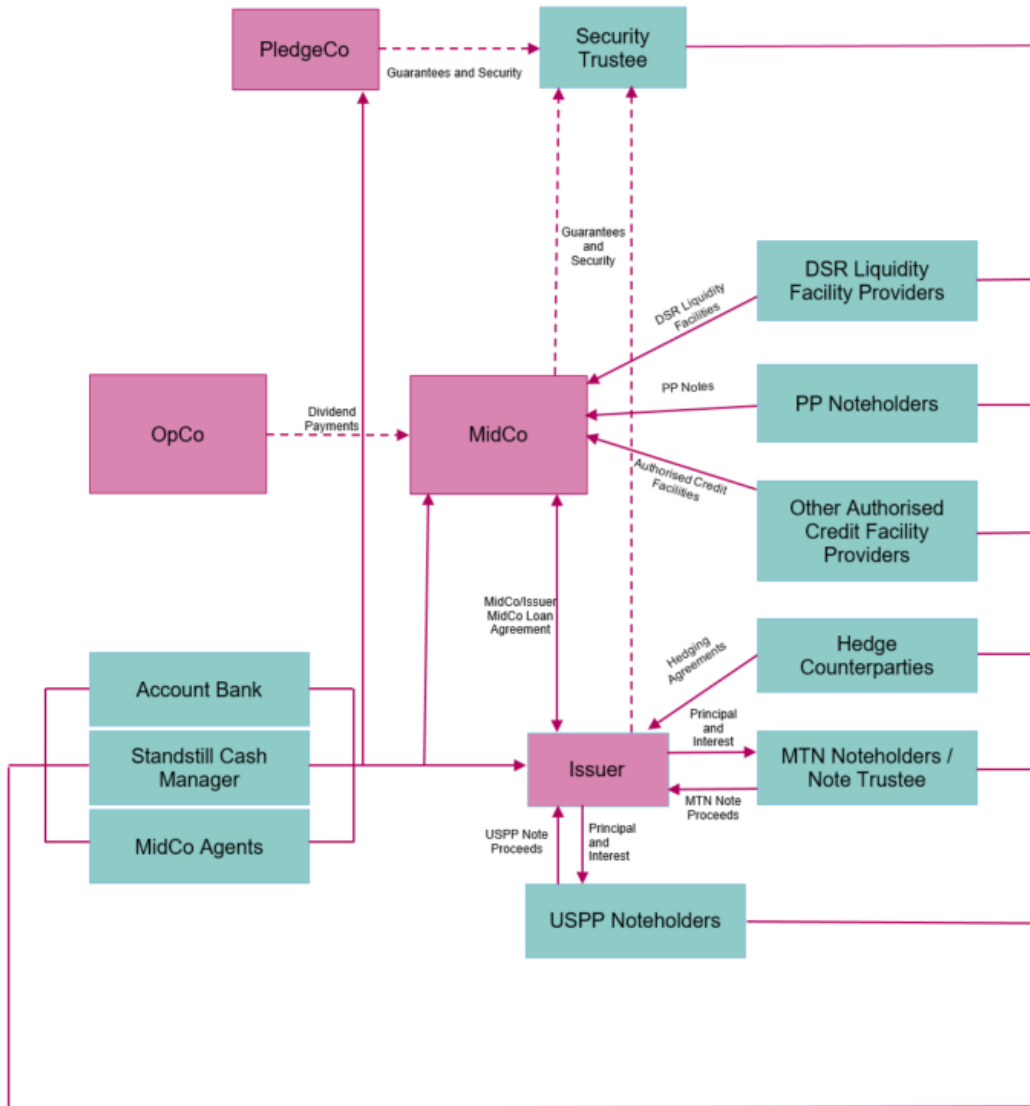 PledgeCo
Guarantees and Security
Security
Trustee
Guarantees
and
Security
DSR Liquidity
Facility Providers
DSR Liquidity
Facilities
OpCo
Dividend
Payments
MidCo
PP Notes
PP Noteholders
Authorised Credit
Facilities
Other Authorised
Credit Facility
Providers
MidCo/Issuer
MidCo Loan
Agreement
Hedging
Agreements
Hedge
Counterparties
Account Bank
Standstill Cash
Manager
MidCo Agents
Issuer
Principal
and
Interest
MTN Noteholders /
Note Trustee
MTN Note
Proceeds
USPP Note
Proceeds
Principal
and
Interest
USPP Noteholders